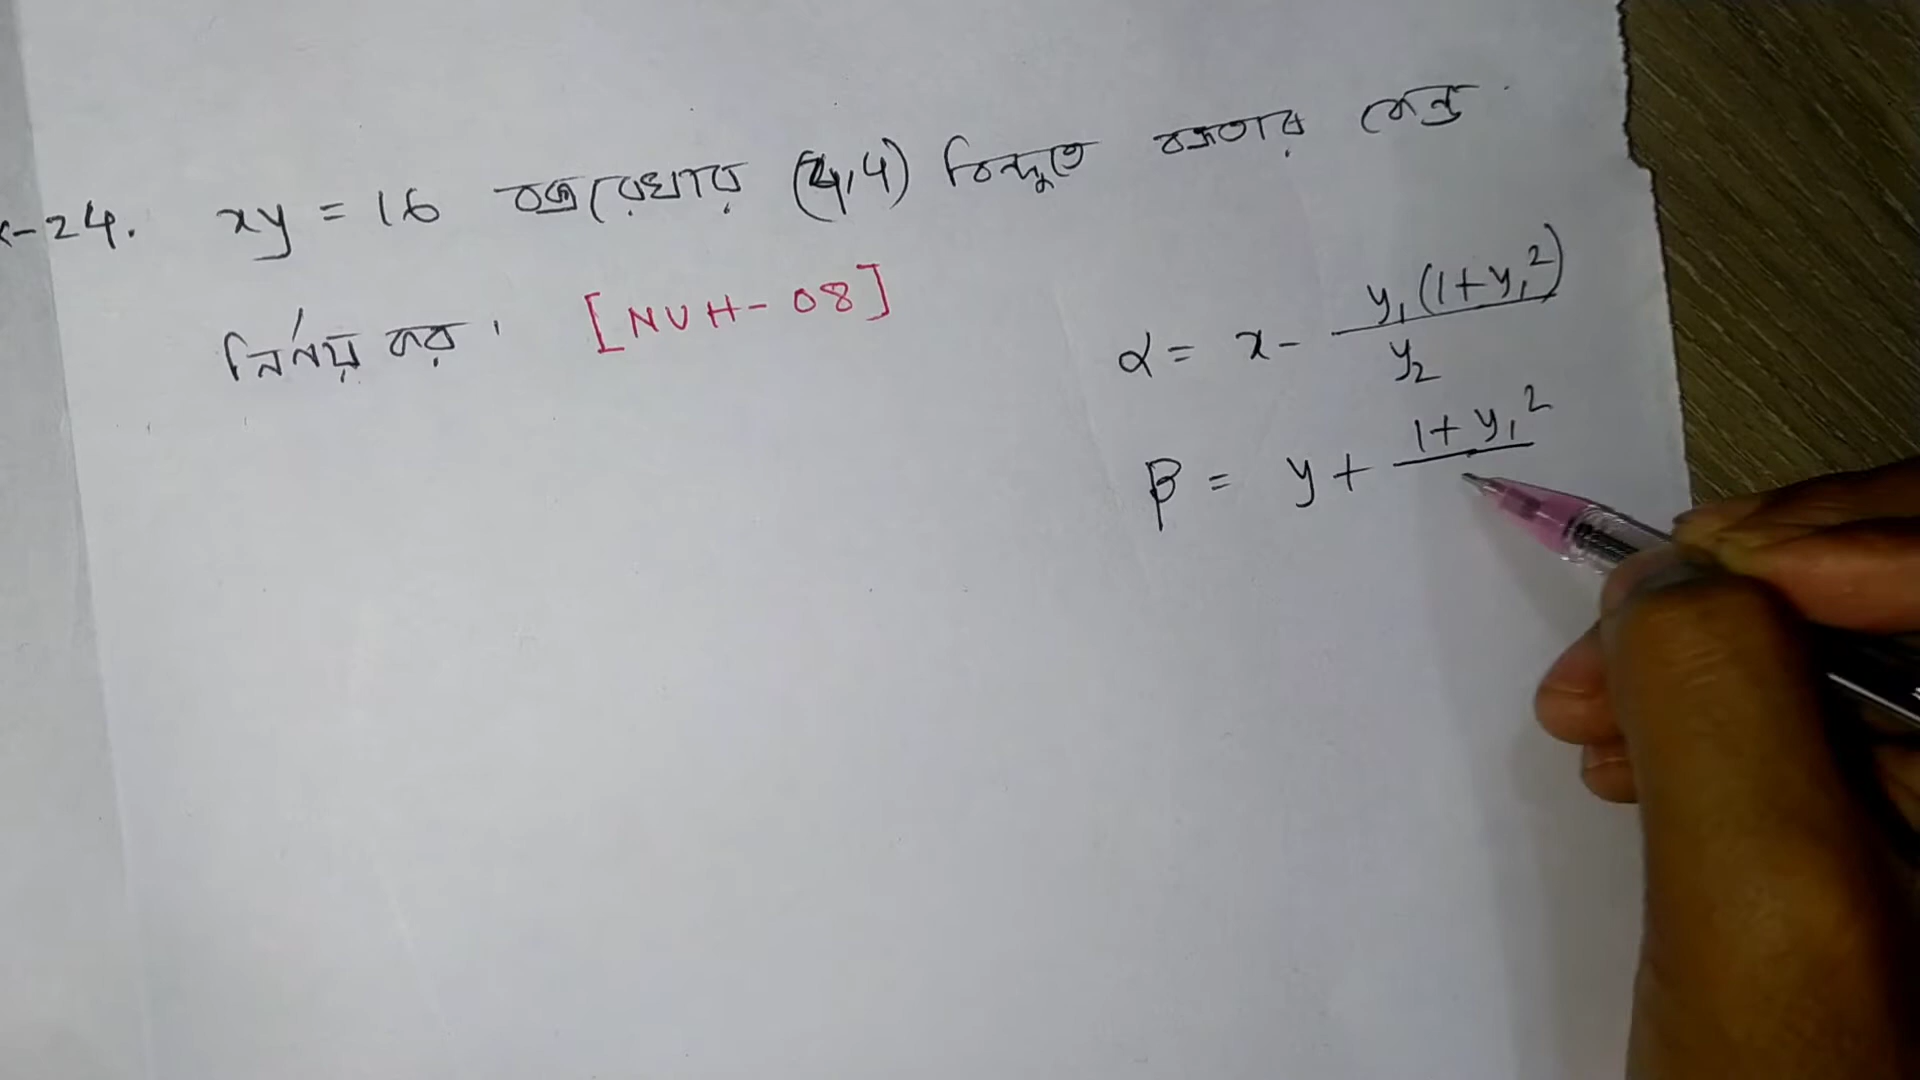 -24. xy = 16 বক্ররেখার (4,4) বিন্দুতে বক্রতার কেন্দ্র
নির্ণয় কর। [NUH-08]
α = x - y₁(1+y₁²)/y₂
β = y + 1+y₁²